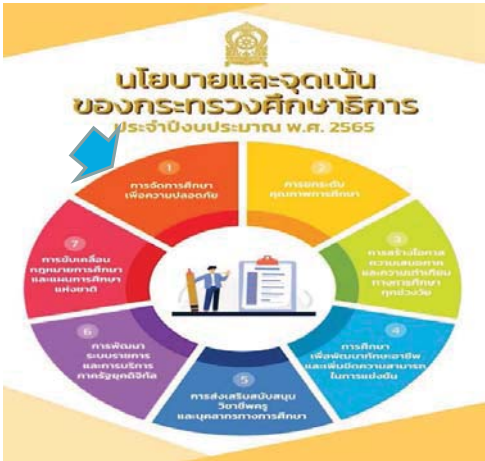 นโยบายและจุดเน้น
ของกระทรวงศึกษาธิการ
ประจำปีงบประมาณ พ.ศ. 2565
1
การจัดการศึกษา
เพื่อความปลอดภัย
2
การยกระดับ
คุณภาพการศึกษา
3
การสร้างโอกาส
ความเสมอภาค
และความเท่าเทียม
ทางการศึกษา
ทุกช่วงวัย
4
การศึกษา
เพื่อพัฒนาทักษะอาชีพ
และเพิ่มขีดความสามารถ
ในการแข่งขัน
5
การส่งเสริมสนับสนุน
วิชาชีพครู
และบุคลากรทางการศึกษา
6
การพัฒนา
ระบบราชการ
และการบริการ
ภาครัฐยุคดิจิทัล
7
การขับเคลื่อน
กฎหมายการศึกษา
และแผนการศึกษา
แห่งชาติ